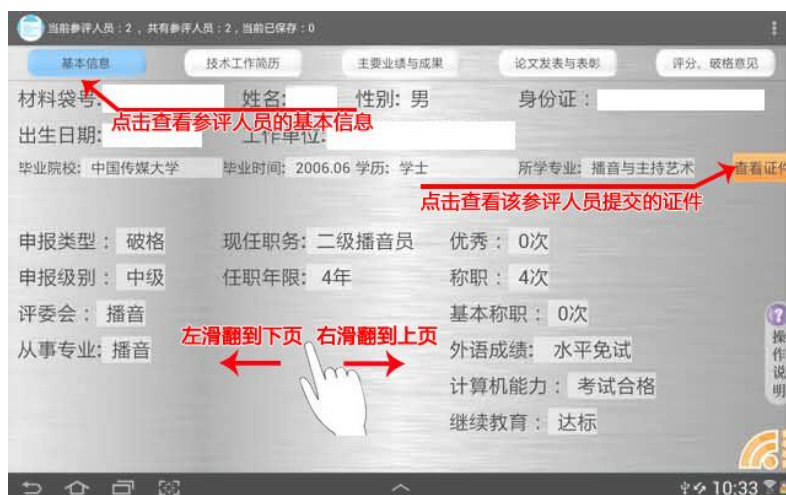 当前参评人员：2，共有参评人员：2，当前已保存：0
基本信息 技术工作简历 主要业绩与成果 论文发表与表彰 评分、破格意见
材料袋号: 姓名: 性别: 男 身份证：
点击查看参评人员的基本信息
出生日期: 工作单位:
毕业院校: 中国传媒大学 毕业时间: 2006.06 学历: 学士 所学专业: 播音与主持艺术 查看证件
点击查看该参评人员提交的证件
申报类型： 破格 现任职务: 二级播音员 优秀： 0次
申报级别： 中级 任职年限: 4年 称职： 4次
评委会： 播音 基本称职： 0次
左滑翻到下页 右滑翻到上页
从事专业: 播音 外语成绩: 水平免试
计算机能力： 考试合格
继续教育： 达标
?
操作说明
10:33